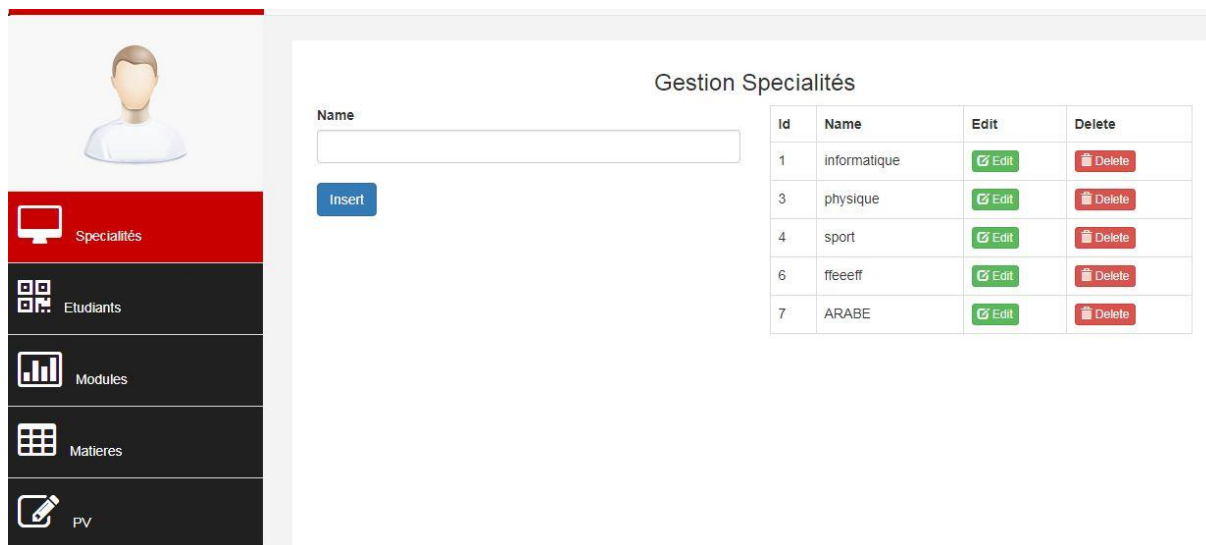 Specialités
Etudiants
Modules
Matieres
PV
Gestion Specialités
Name
Insert
Id Name Edit Delete
1 informatique Edit Delete
3 physique Edit Delete
4 sport Edit Delete
6 ffeeeff Edit Delete
7 ARABE Edit Delete